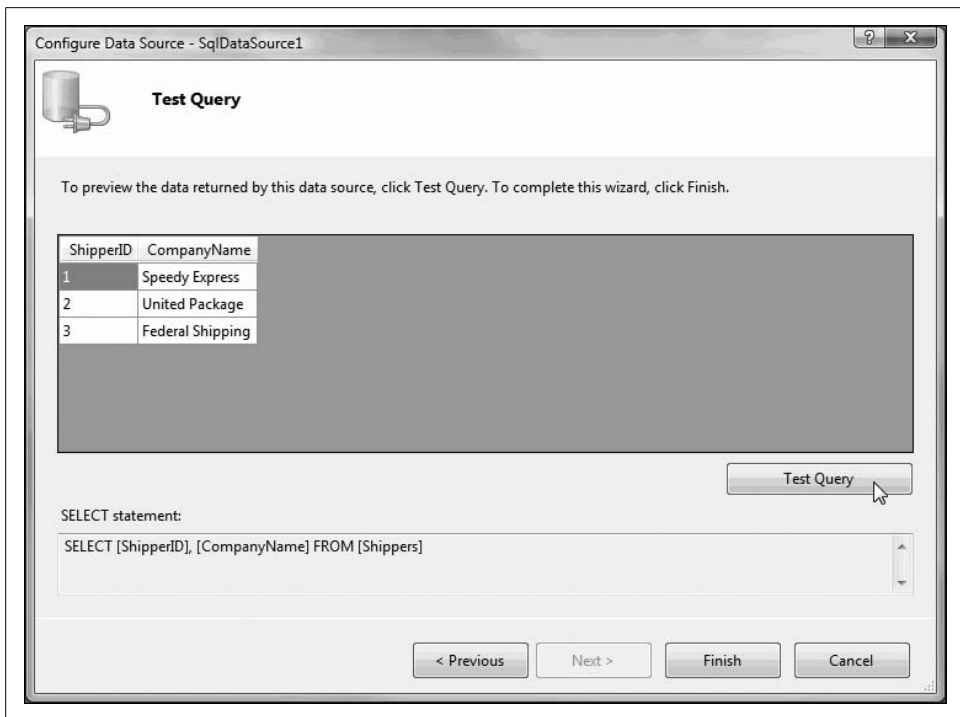 Configure Data Source - SqlDataSource1
Test Query
To preview the data returned by this data source, click Test Query. To complete this wizard, click Finish.
ShipperID CompanyName
1 Speedy Express
2 United Package
3 Federal Shipping
Test Query
SELECT statement:
SELECT [ShipperID], [CompanyName] FROM [Shippers]
< Previous Next > Finish Cancel